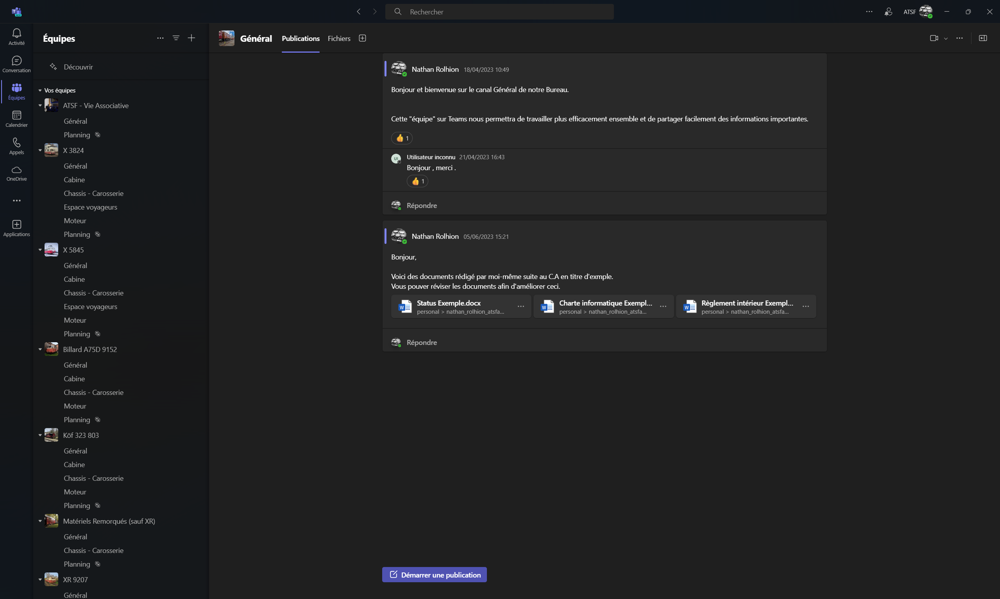 Rechercher
ATSF
Activité
Conversation
Équipes
Calendrier
Appels
OneDrive
Applications
Équipes
Découvrir
Vos équipes
ATSF - Vie Associative
Général
Planning
X 3824
Général
Cabine
Chassis - Carosserie
Espace voyageurs
Moteur
Planning
X 5845
Général
Cabine
Chassis - Carosserie
Espace voyageurs
Moteur
Planning
Billard A75D 9152
Général
Cabine
Chassis - Carosserie
Moteur
Planning
Köf 323 803
Général
Cabine
Chassis - Carosserie
Moteur
Planning
Matériels Remorqués (sauf XR)
Général
Chassis - Carosserie
Planning
XR 9207
Général
Général Publications Fichiers
Nathan Rolhion 18/04/2023 10:49
Bonjour et bienvenue sur le canal Général de notre Bureau.
Cette "équipe" sur Teams nous permettra de travailler plus efficacement ensemble et de partager facilement des informations importantes.
👍 1
UI Utilisateur inconnu 21/04/2023 16:43
Bonjour , merci .
👍 1
Répondre
Nathan Rolhion 05/06/2023 15:21
Bonjour,
Voici des documents rédigé par moi-même suite au C.A en titre d'exmple.
Vous pouver réviser les documents afin d'améliorer ceci.
Status Exemple.docx
personal > nathan_rolhion_atsfa...
Charte informatique Exempl...
personal > nathan_rolhion_atsfa...
Règlement intérieur Exempl...
personal > nathan_rolhion_atsfa...
Répondre
Démarrer une publication